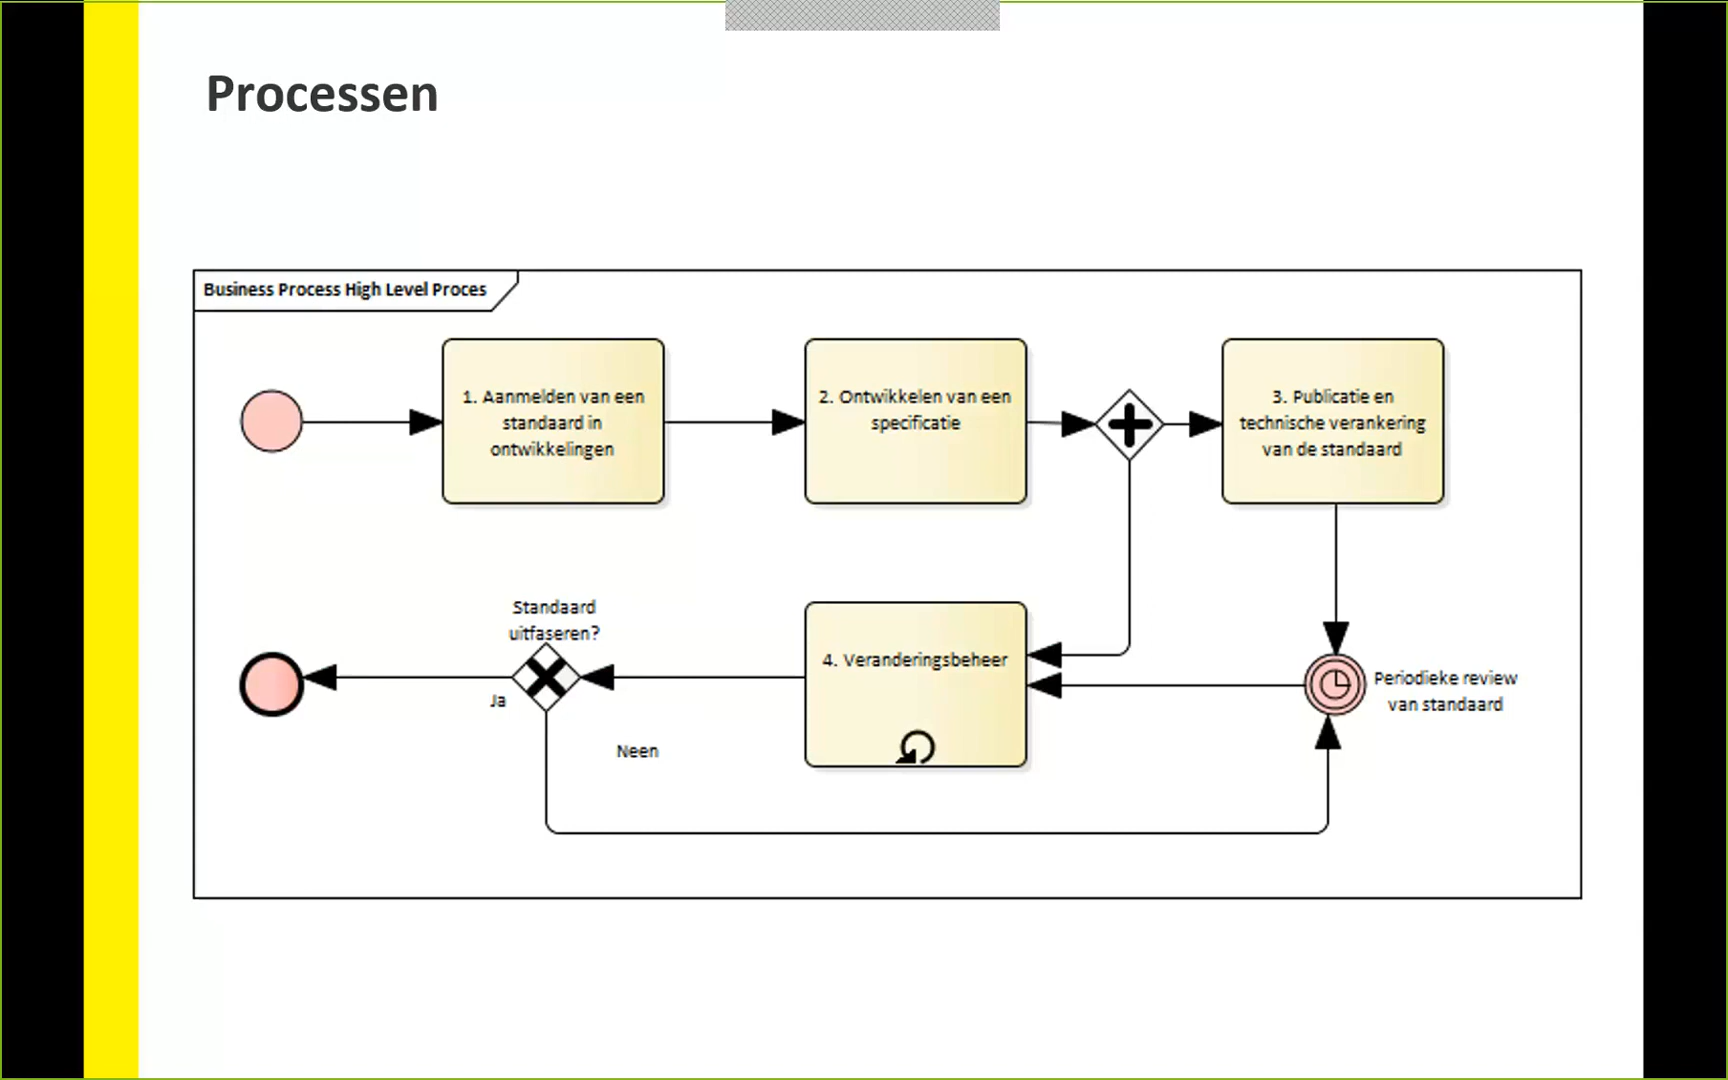 Processen
Business Process High Level Proces
1. Aanmelden van een
standaard in
ontwikkelingen
2. Ontwikkelen van een
specificatie
3. Publicatie en
technische verankering
van de standaard
Standaard
uitfaseren?
Ja
Neen
4. Veranderingsbeheer
Periodieke review
van standaard